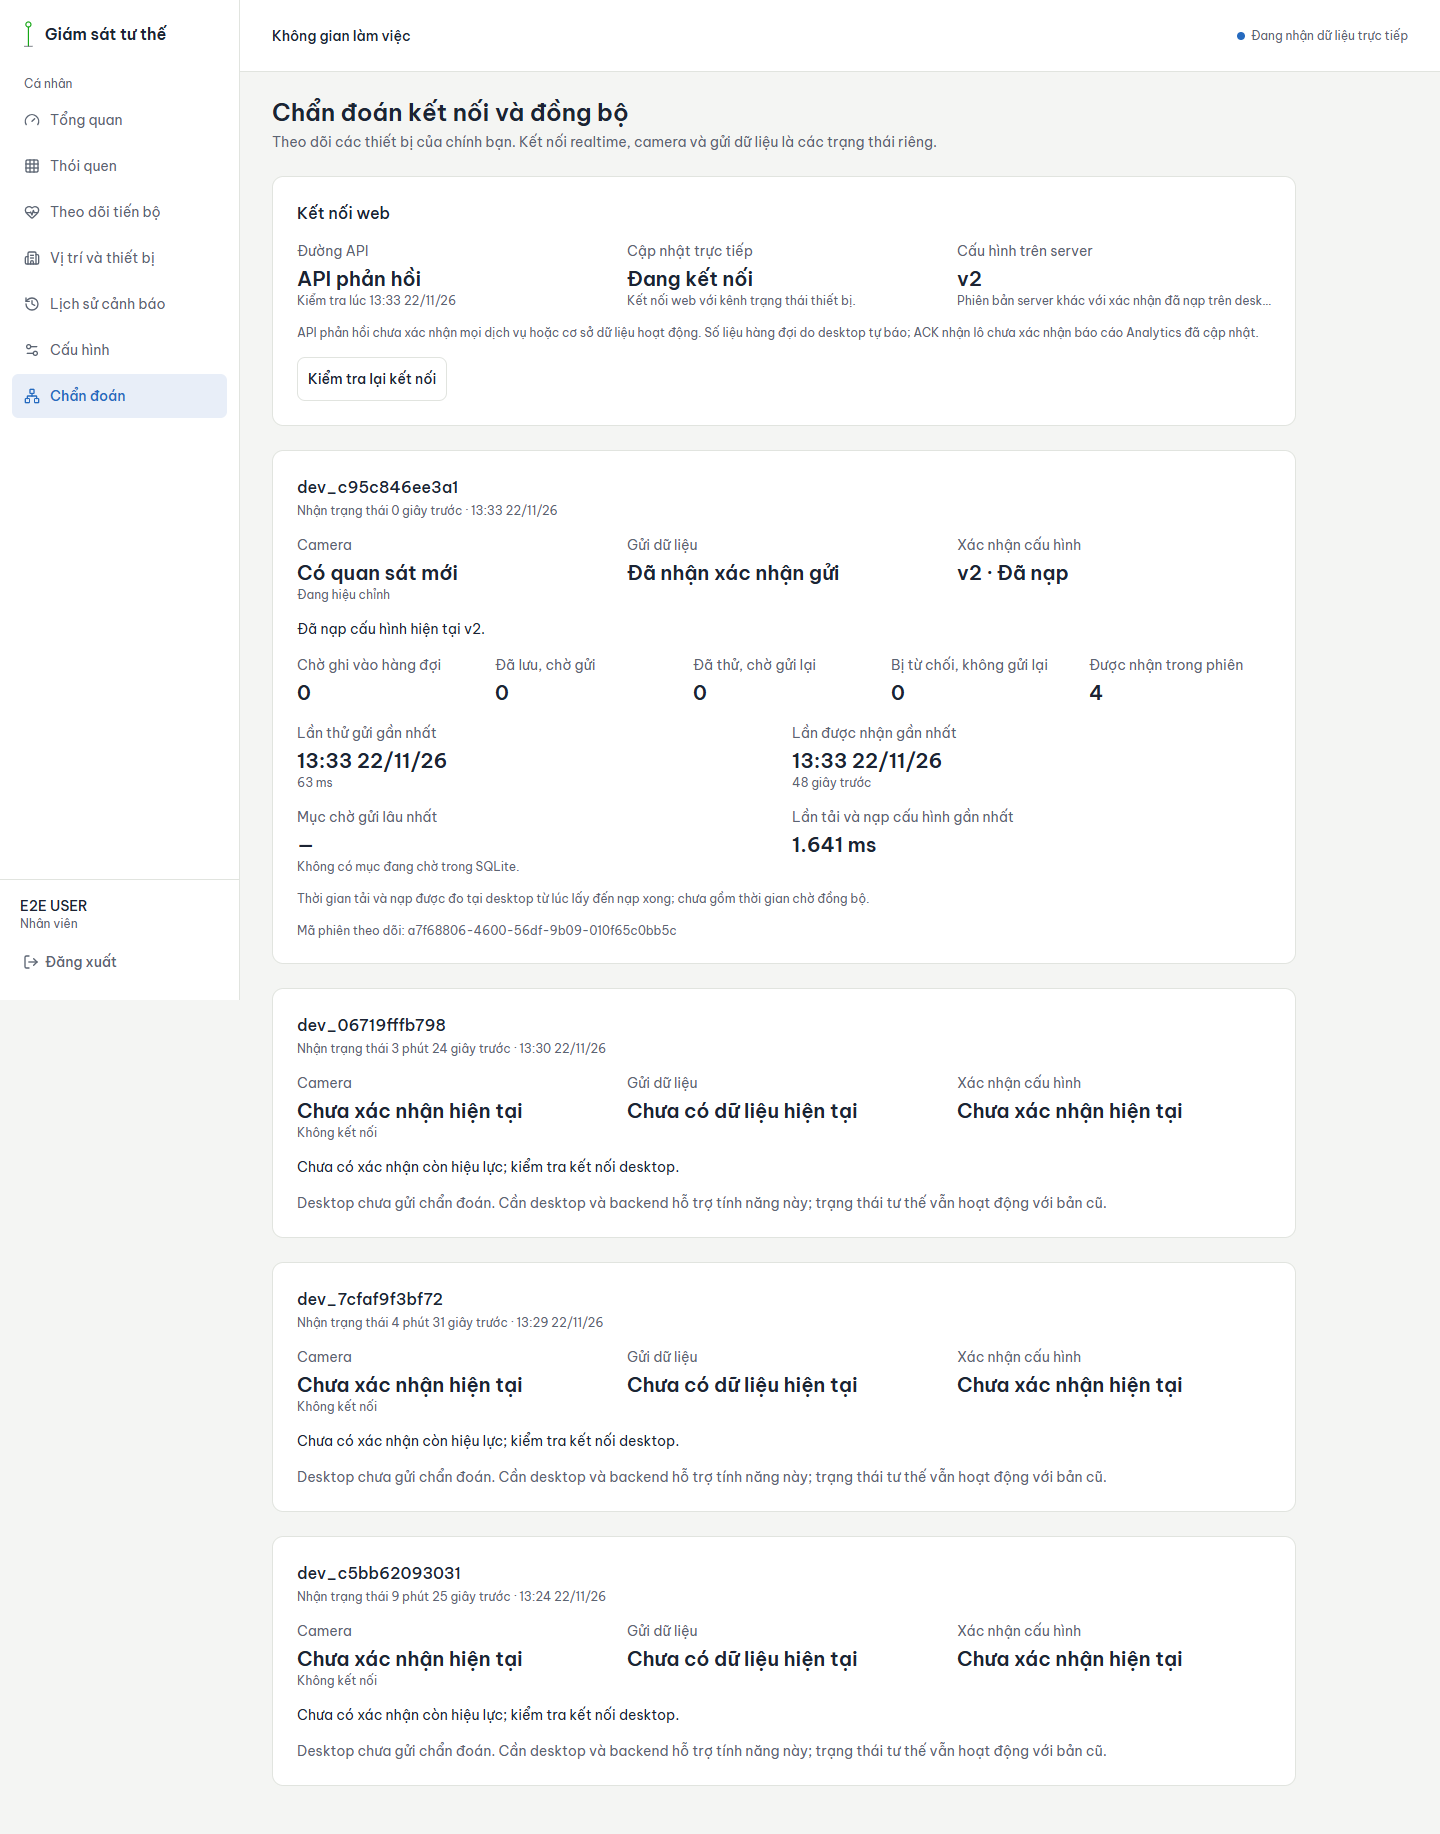 Giám sát tư thế
Cá nhân
Tổng quan
Thói quen
Theo dõi tiến bộ
Vị trí và thiết bị
Lịch sử cảnh báo
Cấu hình
Chẩn đoán
E2E USER
Nhân viên
Đăng xuất
Không gian làm việc
Đang nhận dữ liệu trực tiếp
Chẩn đoán kết nối và đồng bộ
Theo dõi các thiết bị của chính bạn. Kết nối realtime, camera và gửi dữ liệu là các trạng thái riêng.
Kết nối web
Đường API
API phản hồi
Kiểm tra lúc 13:33 22/11/26
Cập nhật trực tiếp
Đang kết nối
Kết nối web với kênh trạng thái thiết bị.
Cấu hình trên server
v2
Phiên bản server khác với xác nhận đã nạp trên desk...
API phản hồi chưa xác nhận mọi dịch vụ hoặc cơ sở dữ liệu hoạt động. Số liệu hàng đợi do desktop tự báo; ACK nhận lô chưa xác nhận báo cáo Analytics đã cập nhật.
Kiểm tra lại kết nối
dev_c95c846ee3a1
Nhận trạng thái 0 giây trước · 13:33 22/11/26
Camera
Có quan sát mới
Đang hiệu chỉnh
Gửi dữ liệu
Đã nhận xác nhận gửi
Xác nhận cấu hình
v2 · Đã nạp
Đã nạp cấu hình hiện tại v2.
Chờ ghi vào hàng đợi
0
Đã lưu, chờ gửi
0
Đã thử, chờ gửi lại
0
Bị từ chối, không gửi lại
0
Được nhận trong phiên
4
Lần thử gửi gần nhất
13:33 22/11/26
63 ms
Lần được nhận gần nhất
13:33 22/11/26
48 giây trước
Mục chờ gửi lâu nhất
—
Không có mục đang chờ trong SQLite.
Lần tải và nạp cấu hình gần nhất
1.641 ms
Thời gian tải và nạp được đo tại desktop từ lúc lấy đến nạp xong; chưa gồm thời gian chờ đồng bộ.
Mã phiên theo dõi: a7f68806-4600-56df-9b09-010f65c0bb5c
dev_06719fffb798
Nhận trạng thái 3 phút 24 giây trước · 13:30 22/11/26
Camera
Chưa xác nhận hiện tại
Không kết nối
Gửi dữ liệu
Chưa có dữ liệu hiện tại
Xác nhận cấu hình
Chưa xác nhận hiện tại
Chưa có xác nhận còn hiệu lực; kiểm tra kết nối desktop.
Desktop chưa gửi chẩn đoán. Cần desktop và backend hỗ trợ tính năng này; trạng thái tư thế vẫn hoạt động với bản cũ.
dev_7cfaf9f3bf72
Nhận trạng thái 4 phút 31 giây trước · 13:29 22/11/26
Camera
Chưa xác nhận hiện tại
Không kết nối
Gửi dữ liệu
Chưa có dữ liệu hiện tại
Xác nhận cấu hình
Chưa xác nhận hiện tại
Chưa có xác nhận còn hiệu lực; kiểm tra kết nối desktop.
Desktop chưa gửi chẩn đoán. Cần desktop và backend hỗ trợ tính năng này; trạng thái tư thế vẫn hoạt động với bản cũ.
dev_c5bb62093031
Nhận trạng thái 9 phút 25 giây trước · 13:24 22/11/26
Camera
Chưa xác nhận hiện tại
Không kết nối
Gửi dữ liệu
Chưa có dữ liệu hiện tại
Xác nhận cấu hình
Chưa xác nhận hiện tại
Chưa có xác nhận còn hiệu lực; kiểm tra kết nối desktop.
Desktop chưa gửi chẩn đoán. Cần desktop và backend hỗ trợ tính năng này; trạng thái tư thế vẫn hoạt động với bản cũ.